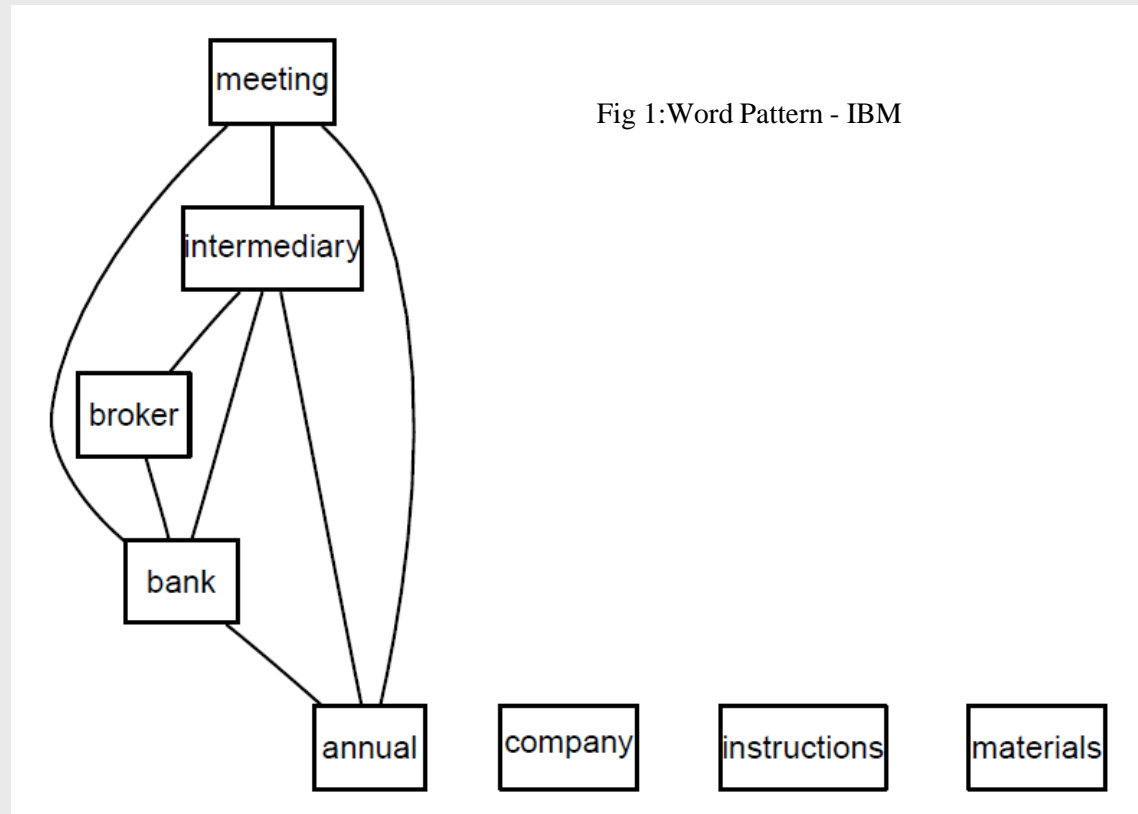 meeting
Fig 1:Word Pattern - IBM
intermediary
broker
bank
annual
company
instructions
materials